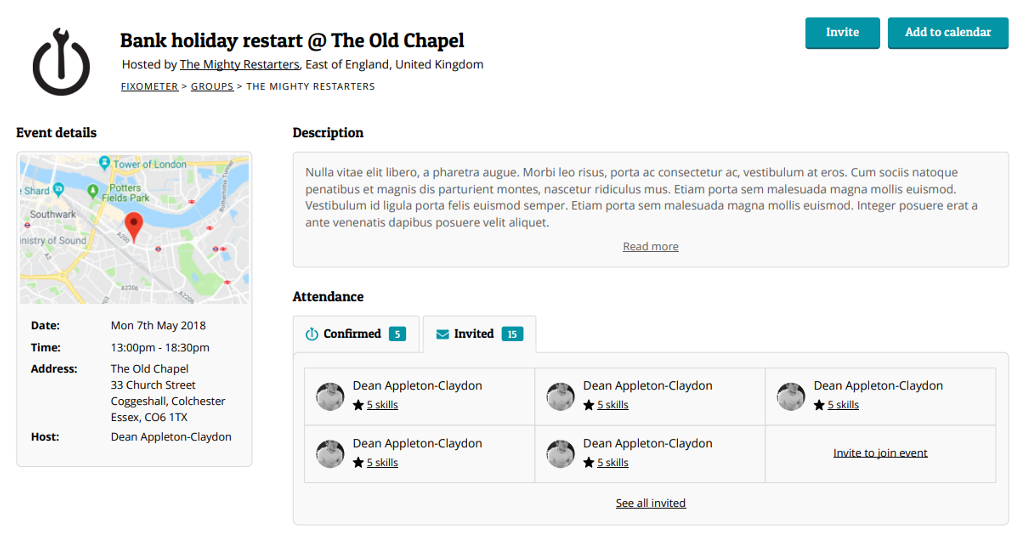 Bank holiday restart @ The Old Chapel
Hosted by The Mighty Restarters, East of England, United Kingdom
FIXOMETER > GROUPS > THE MIGHTY RESTARTERS
Invite
Add to calendar
Event details
Tower of London
Shard
Potters
Fields Park
Southwark
A200
inistry of Sound
A3
A2206
A2206
Rotherhithe Tunnel
Date: Mon 7th May 2018
Time: 13:00pm - 18:30pm
Address: The Old Chapel
33 Church Street
Coggeshall, Colchester
Essex, CO6 1TX
Host: Dean Appleton-Claydon
Description
Nulla vitae elit libero, a pharetra augue. Morbi leo risus, porta ac consectetur ac, vestibulum at eros. Cum sociis natoque
penatibus et magnis dis parturient montes, nascetur ridiculus mus. Etiam porta sem malesuada magna mollis euismod.
Vestibulum id ligula porta felis euismod semper. Etiam porta sem malesuada magna mollis euismod. Integer posuere erat a
ante venenatis dapibus posuere velit aliquet.
Read more
Attendance
Confirmed 5
Invited 15
Dean Appleton-Claydon
5 skills
Dean Appleton-Claydon
5 skills
Dean Appleton-Claydon
5 skills
Dean Appleton-Claydon
5 skills
Dean Appleton-Claydon
5 skills
Invite to join event
See all invited